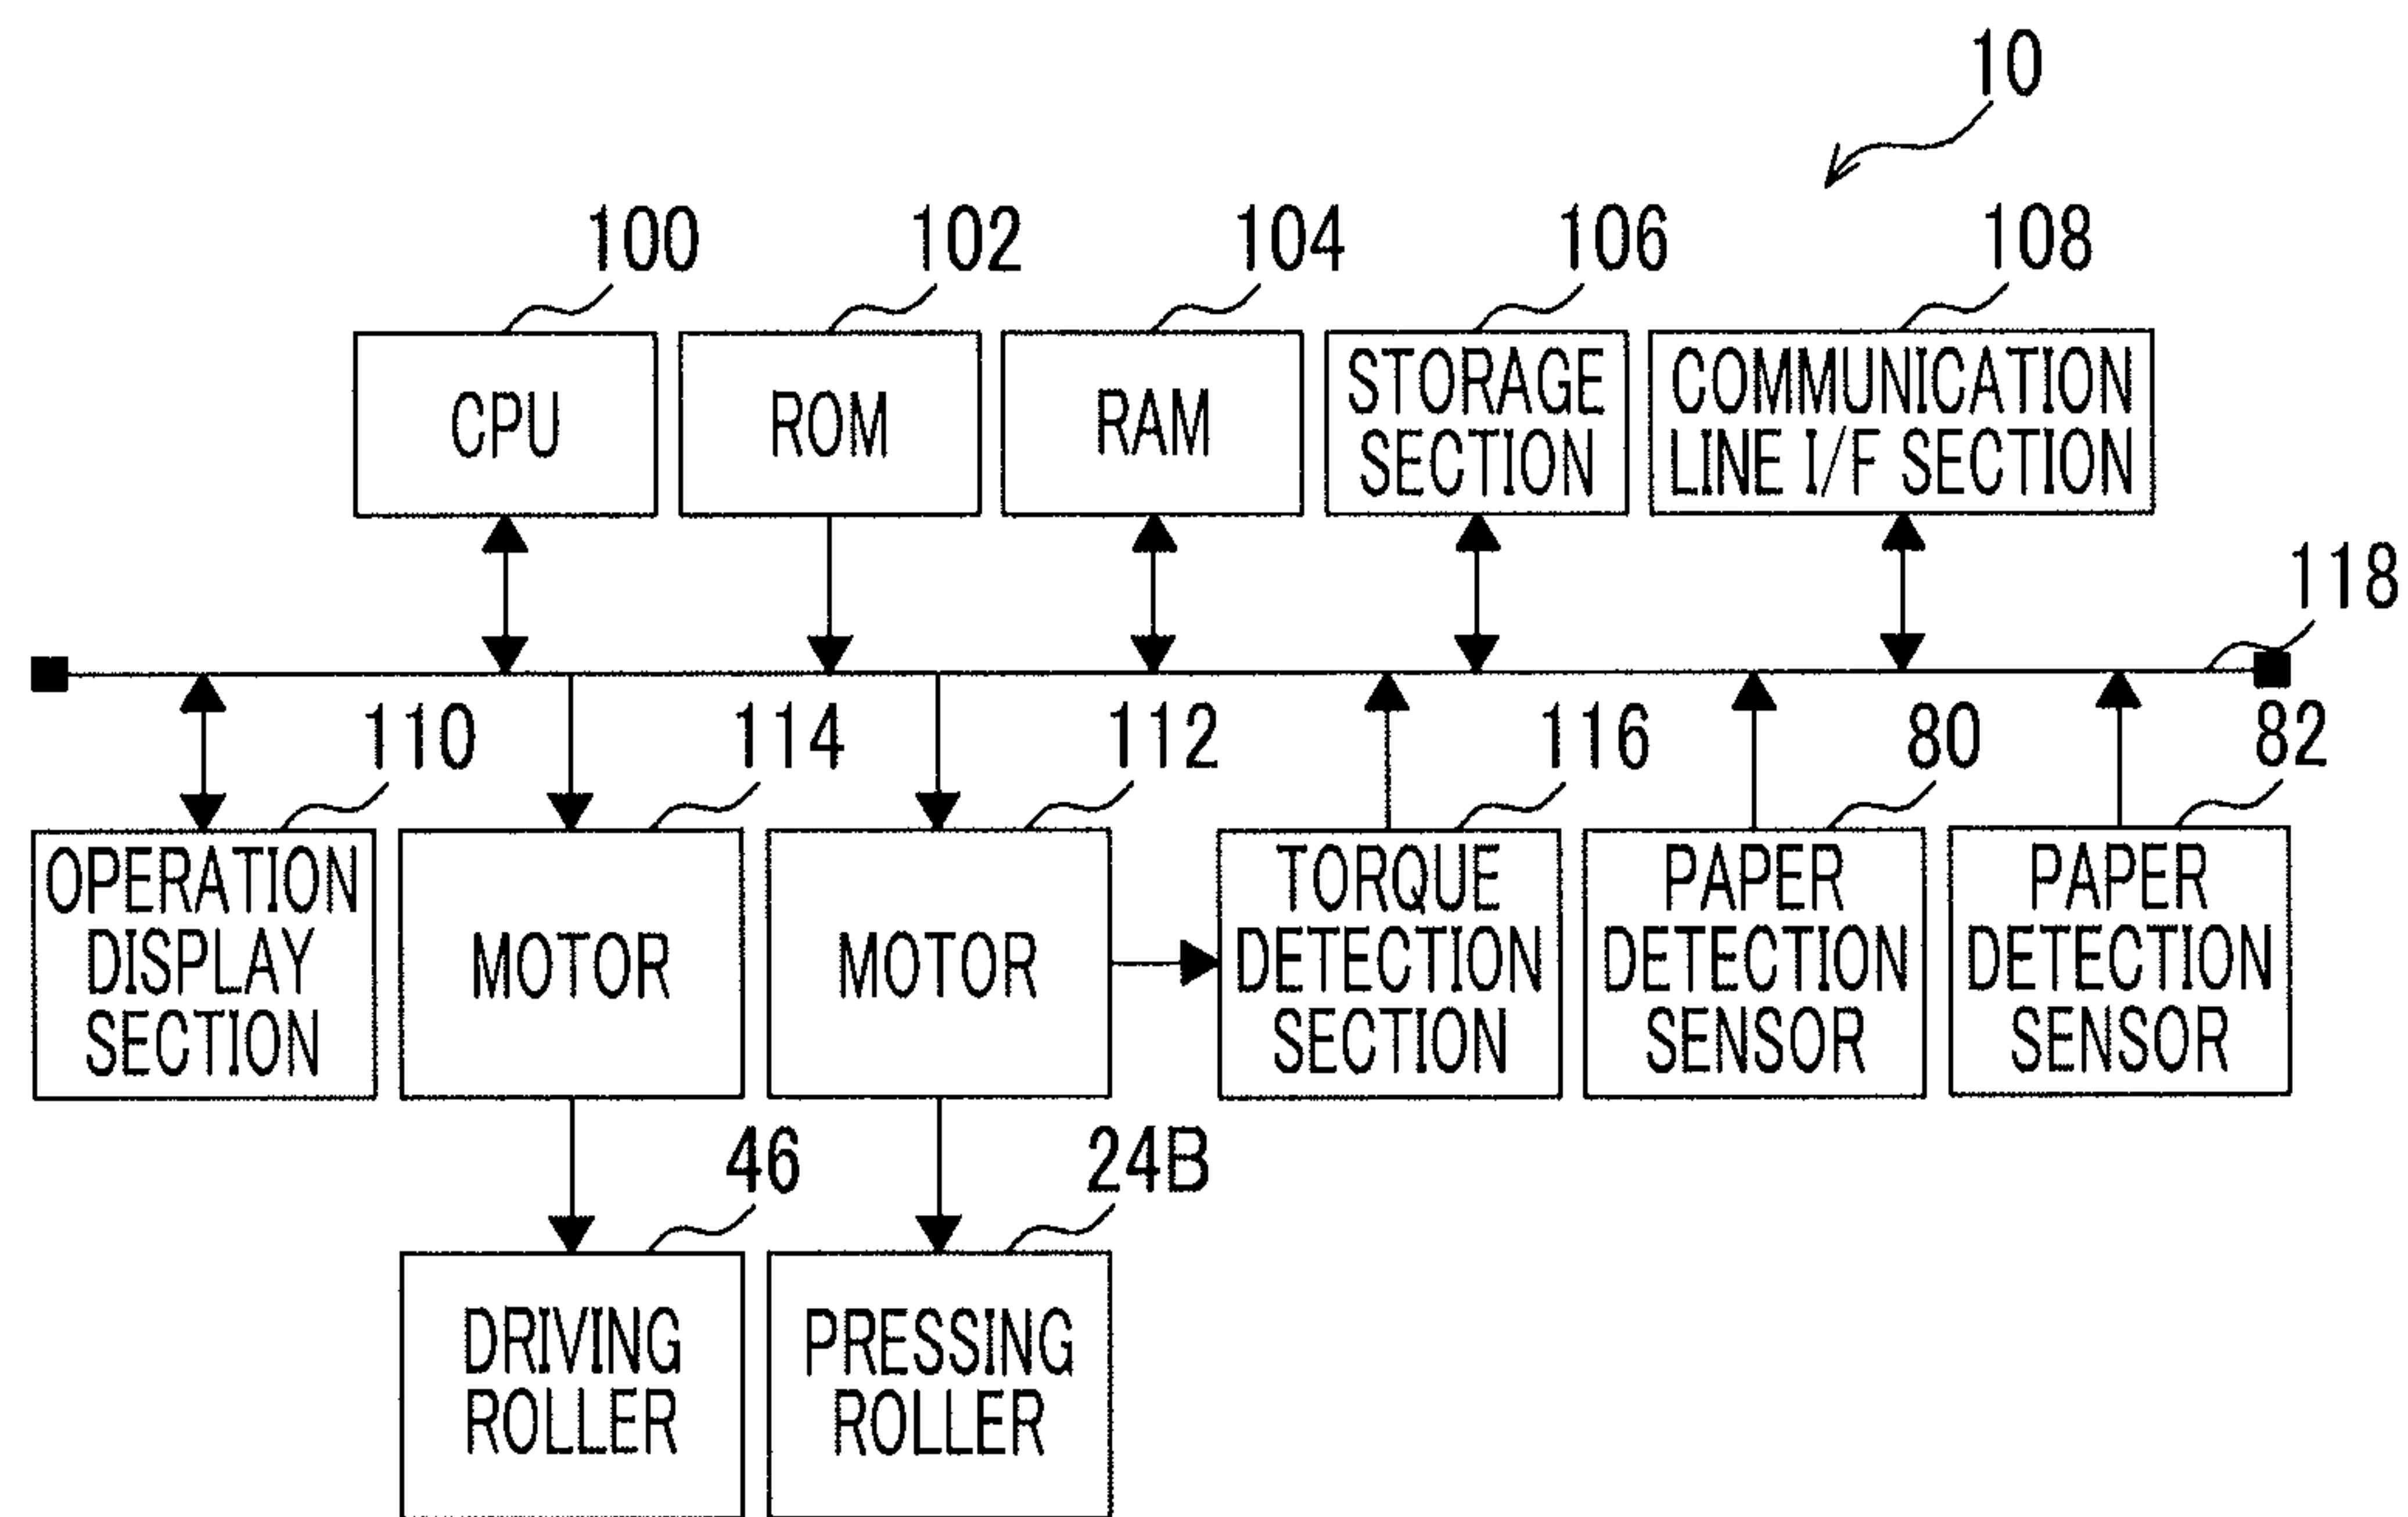 10
100
102
104
106
108
CPU
ROM
RAM
STORAGE
SECTION
COMMUNICATION
LINE I/F SECTION
118
110
114
112
116
80
82
OPERATION
DISPLAY
SECTION
MOTOR
MOTOR
TORQUE
DETECTION
SECTION
PAPER
DETECTION
SENSOR
PAPER
DETECTION
SENSOR
46
24B
DRIVING
ROLLER
PRESSING
ROLLER